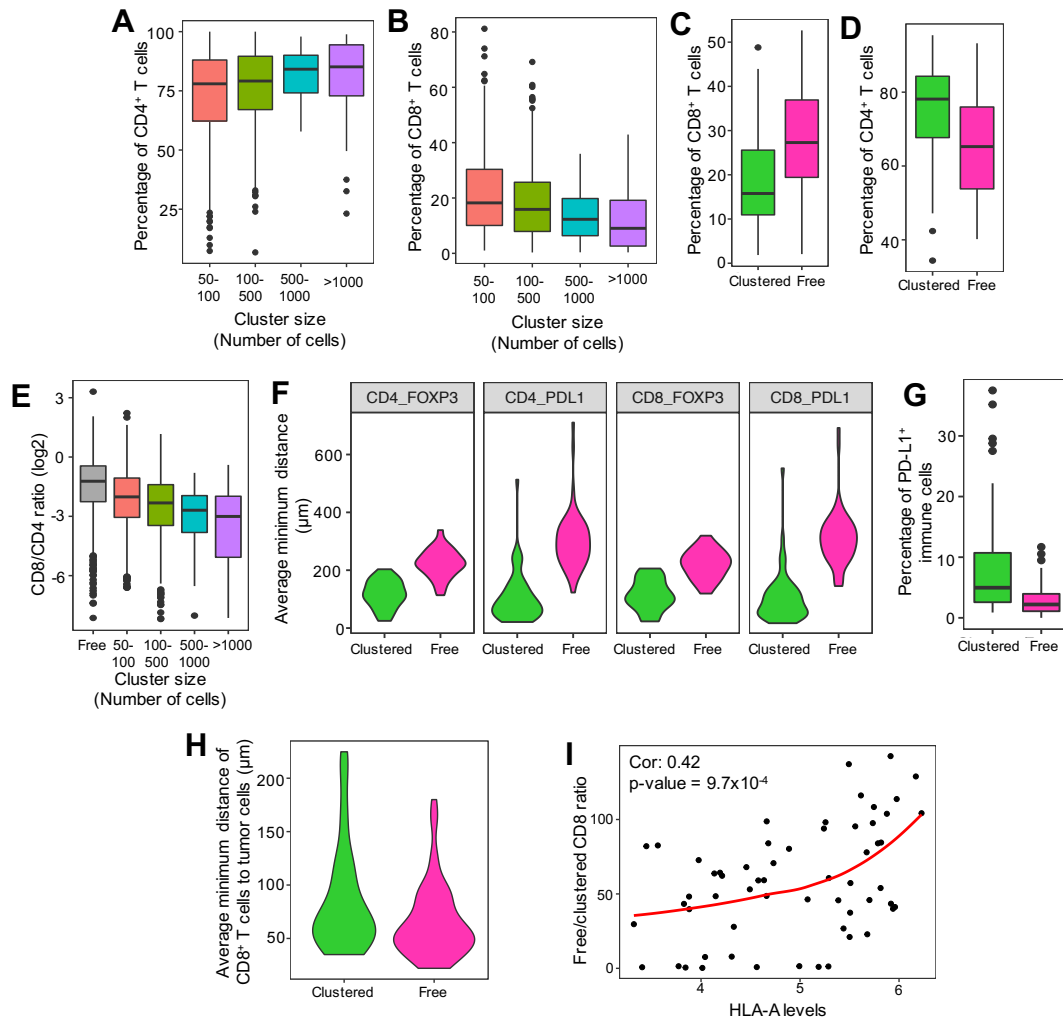 A
Percentage of CD4+ T cells
100
75
50
25
50-
100
100-
500
500-
1000
>1000
Cluster size
(Number of cells)
B
Percentage of CD8+ T cells
80
60
40
20
0
50-
100
100-
500
500-
1000
>1000
Cluster size
(Number of cells)
C
Percentage of CD8+ T cells
50
40
30
20
10
0
Clustered
Free
D
Percentage of CD4+ T cells
80
60
40
Clustered
Free
E
CD8/CD4 ratio (log2)
3
0
-3
-6
Free
50-
100
100-
500
500-
1000
>1000
Cluster size
(Number of cells)
F
Average minimum distance
(µm)
600
400
200
0
CD4_FOXP3
CD4_PDL1
CD8_FOXP3
CD8_PDL1
Clustered
Free
Clustered
Free
Clustered
Free
Clustered
Free
G
Percentage of PD-L1+
immune cells
30
20
10
0
Clustered
Free
H
Average minimum distance of
CD8+ T cells to tumor cells (µm)
200
150
100
50
Clustered
Free
I
Cor: 0.42
p-value = 9.7x10-4
Free/clustered CD8 ratio
100
50
0
4
5
6
HLA-A levels